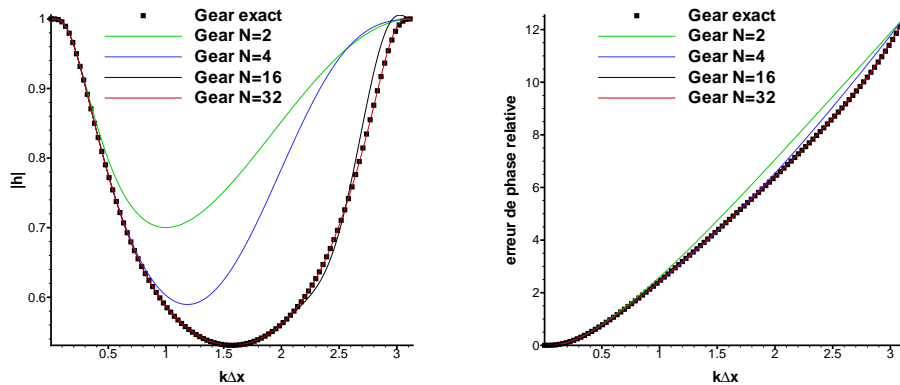 Gear exact
Gear N=2
Gear N=4
Gear N=16
Gear N=32
|h|
1
0.9
0.8
0.7
0.6
0.5
1
1.5
2
2.5
3
kΔx
Gear exact
Gear N=2
Gear N=4
Gear N=16
Gear N=32
erreur de phase relative
12
10
8
6
4
2
0
0.5
1
1.5
2
2.5
3
kΔx